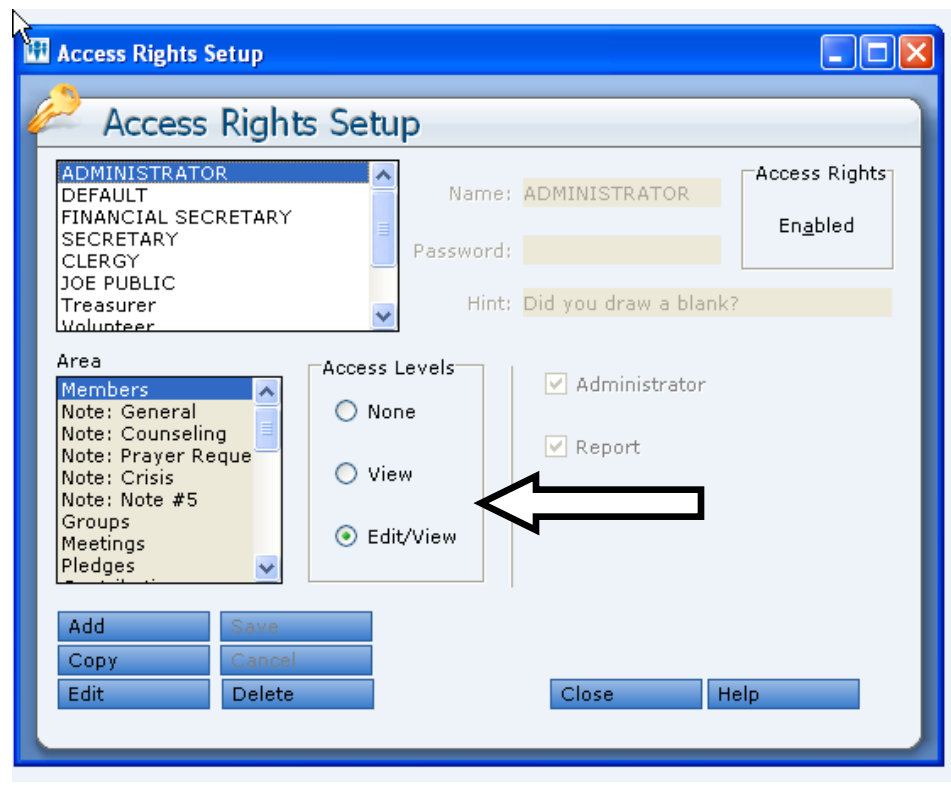 Access Rights Setup
Access Rights Setup
ADMINISTRATOR
DEFAULT
FINANCIAL SECRETARY
SECRETARY
CLERGY
JOE PUBLIC
Treasurer
Volunteer
Name: ADMINISTRATOR
Password:
Hint: Did you draw a blank?
Access Rights
Enabled
Area
Members
Note: General
Note: Counseling
Note: Prayer Reque
Note: Crisis
Note: Note #5
Groups
Meetings
Pledges
Access Levels
None
View
Edit/View
Administrator
Report
Add Save
Copy Cancel
Edit Delete
Close Help